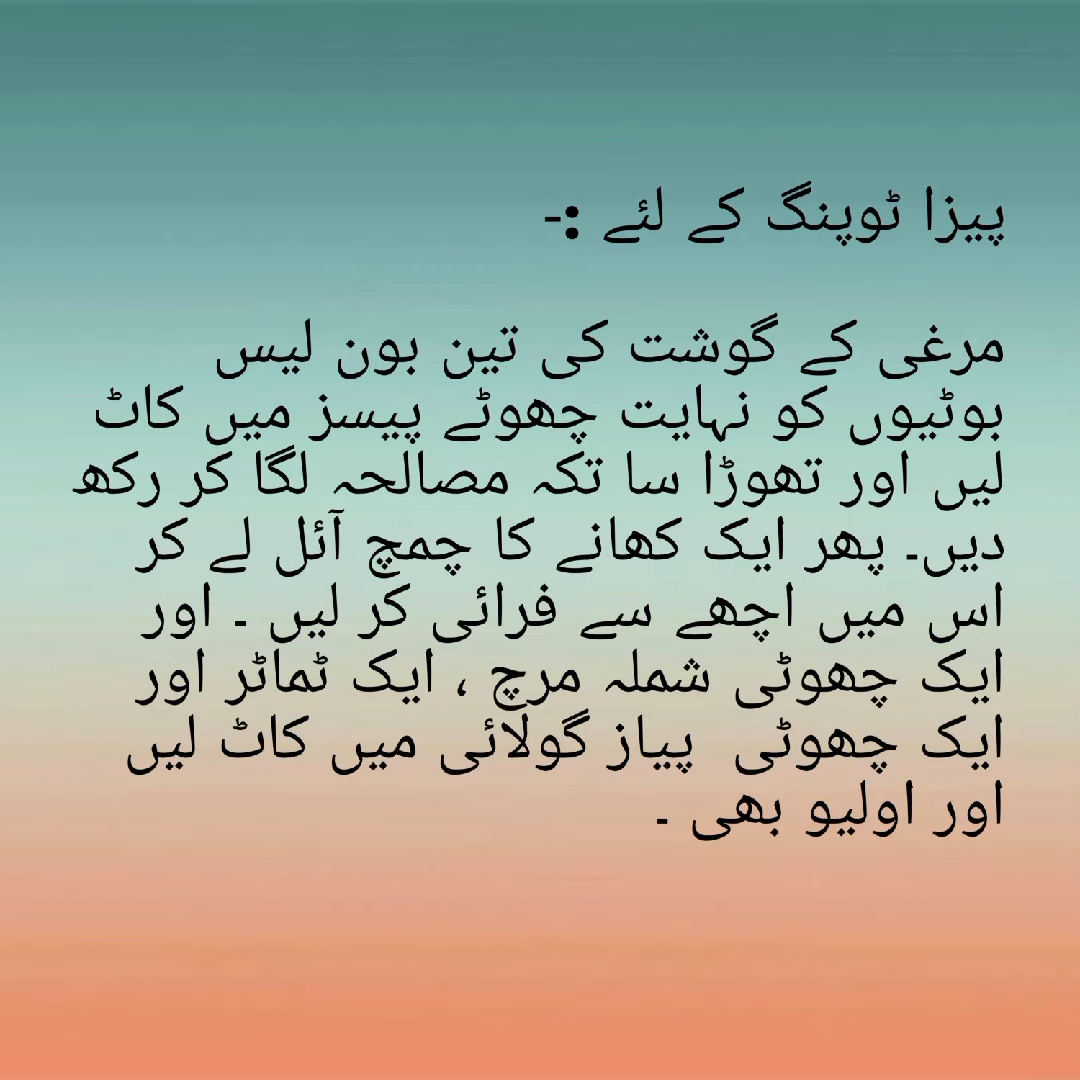 پیزا ٹوپنگ کے لئے :-
مرغی کے گوشت کی تین بون لیس
بوٹیوں کو نہایت چھوٹے پیسز میں کاٹ
لیں اور تھوڑا سا تکہ مصالحہ لگا کر رکھ
دیں۔ پھر ایک کھانے کا چمچ آئل لے کر
اس میں اچھے سے فرائی کر لیں ۔ اور
ایک چھوٹی شملہ مرچ ، ایک ٹماٹر اور
ایک چھوٹی  پیاز گولائی میں کاٹ لیں
اور اولیو بھی ۔